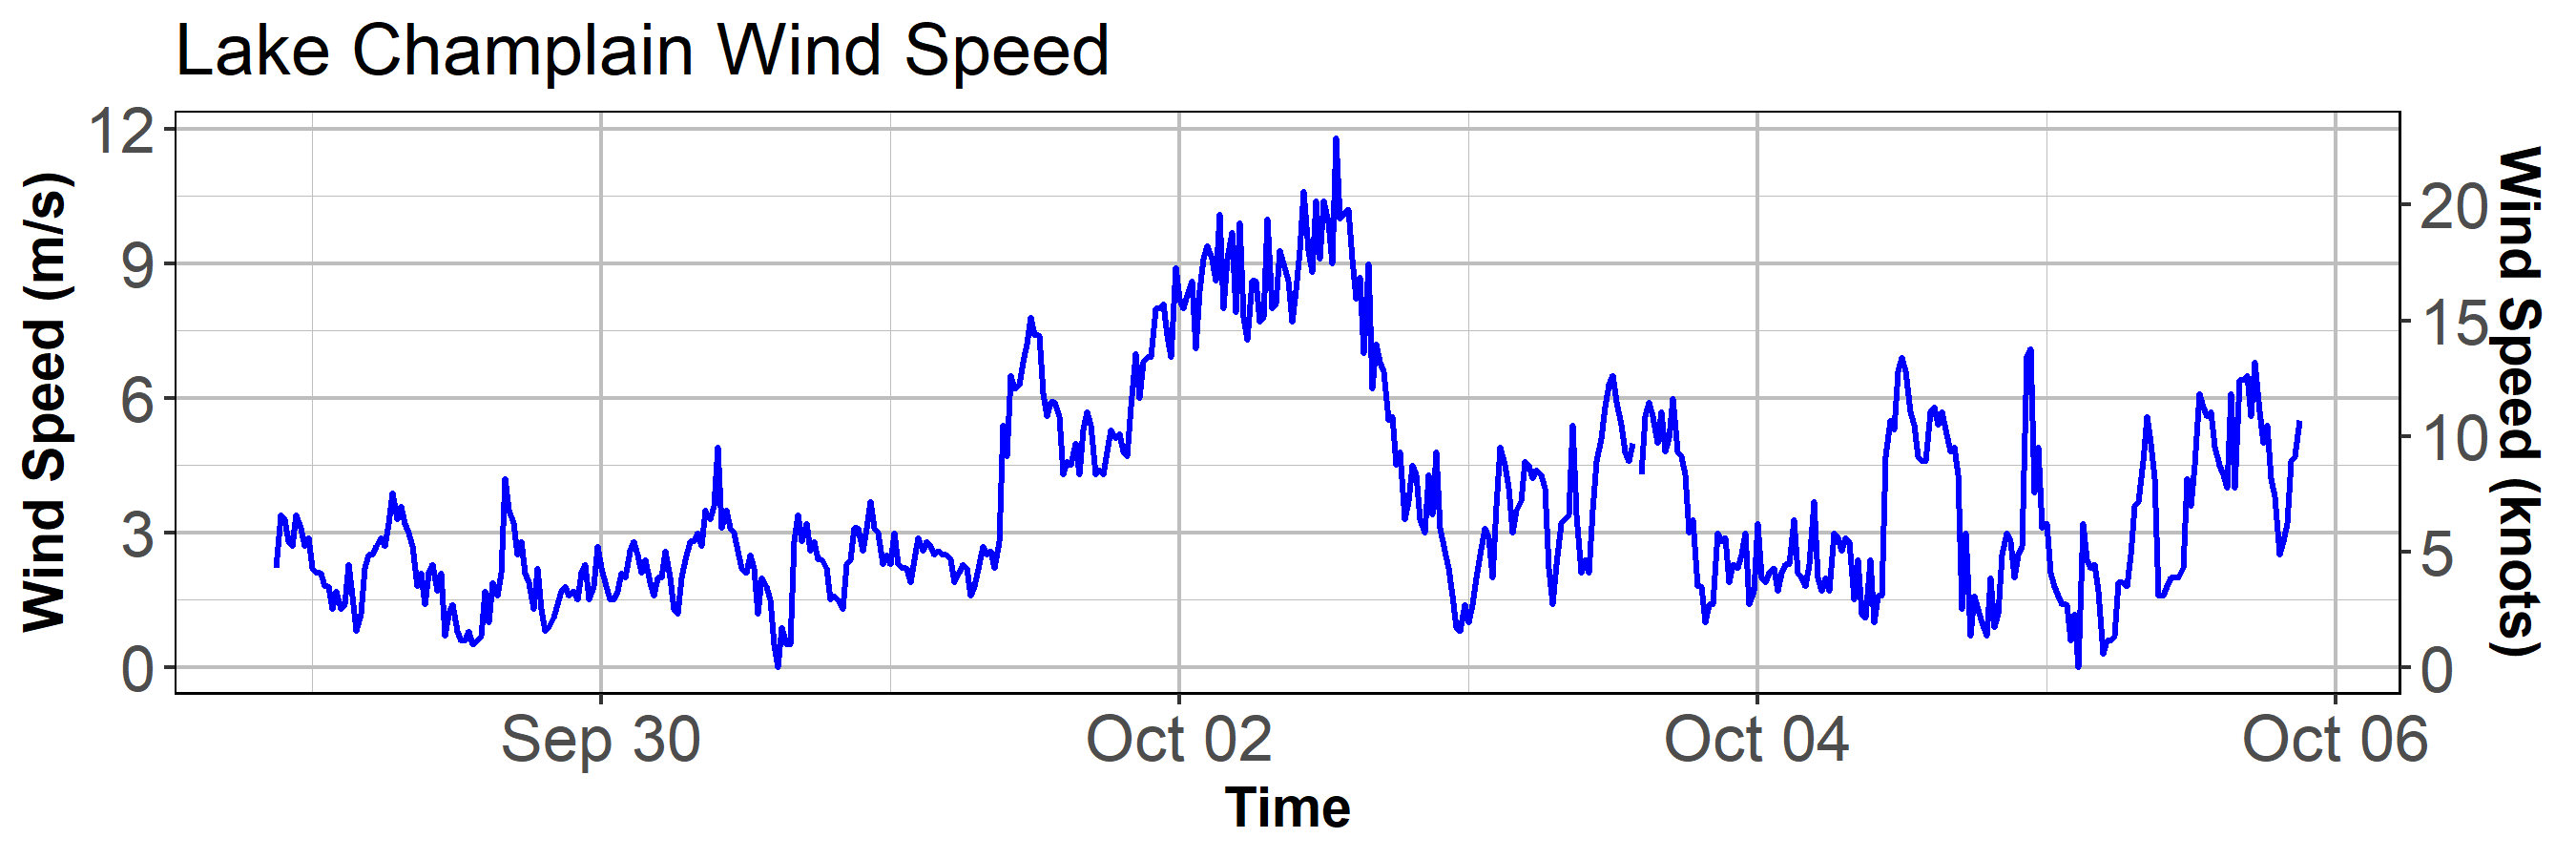 Lake Champlain Wind Speed
Wind Speed (m/s)
12
9
6
3
0
20
15
10
5
0
Wind Speed (knots)
Sep 30
Oct 02
Oct 04
Oct 06
Time